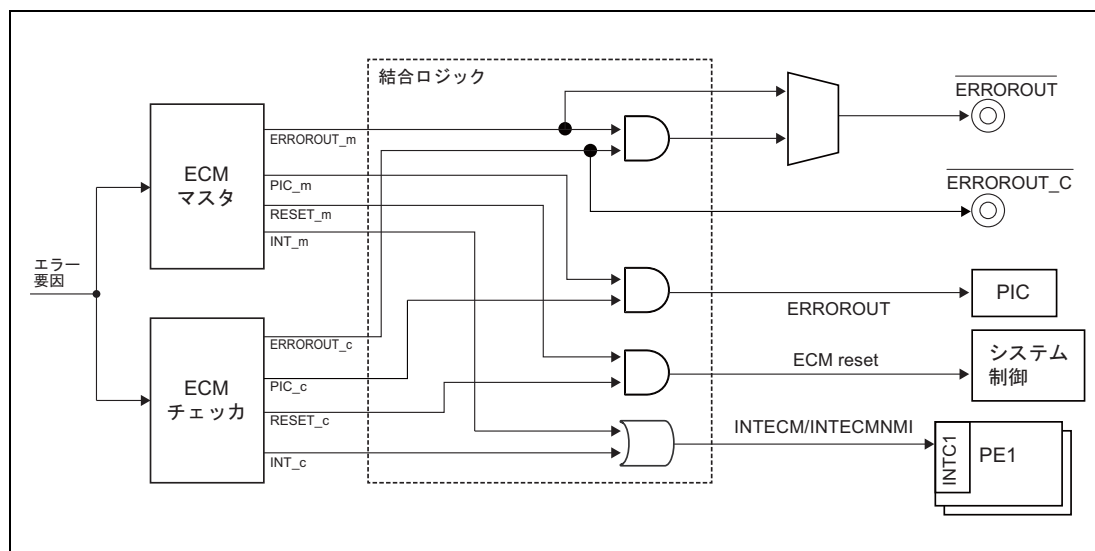 結合ロジック
ERROROUT
ERROROUT_m
ECM
マスタ
PIC_m
RESET_m
INT_m
ERROROUT_C
エラー
要因
PIC
ERROROUT
ERROROUT_c
ECM
チェッカ
PIC_c
RESET_c
INT_c
ECM reset
システム
制御
INTECM/INTECMNMI
INTC1
PE1